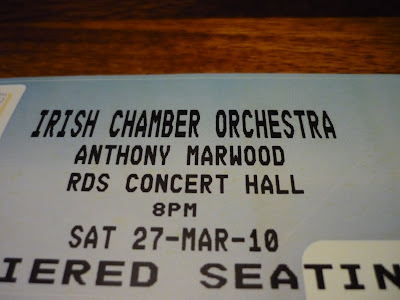 IRISH CHAMBER ORCHESTRA
ANTHONY MARWOOD
RDS CONCERT HALL
8PM
SAT 27-MAR-10
IERED SEATIN